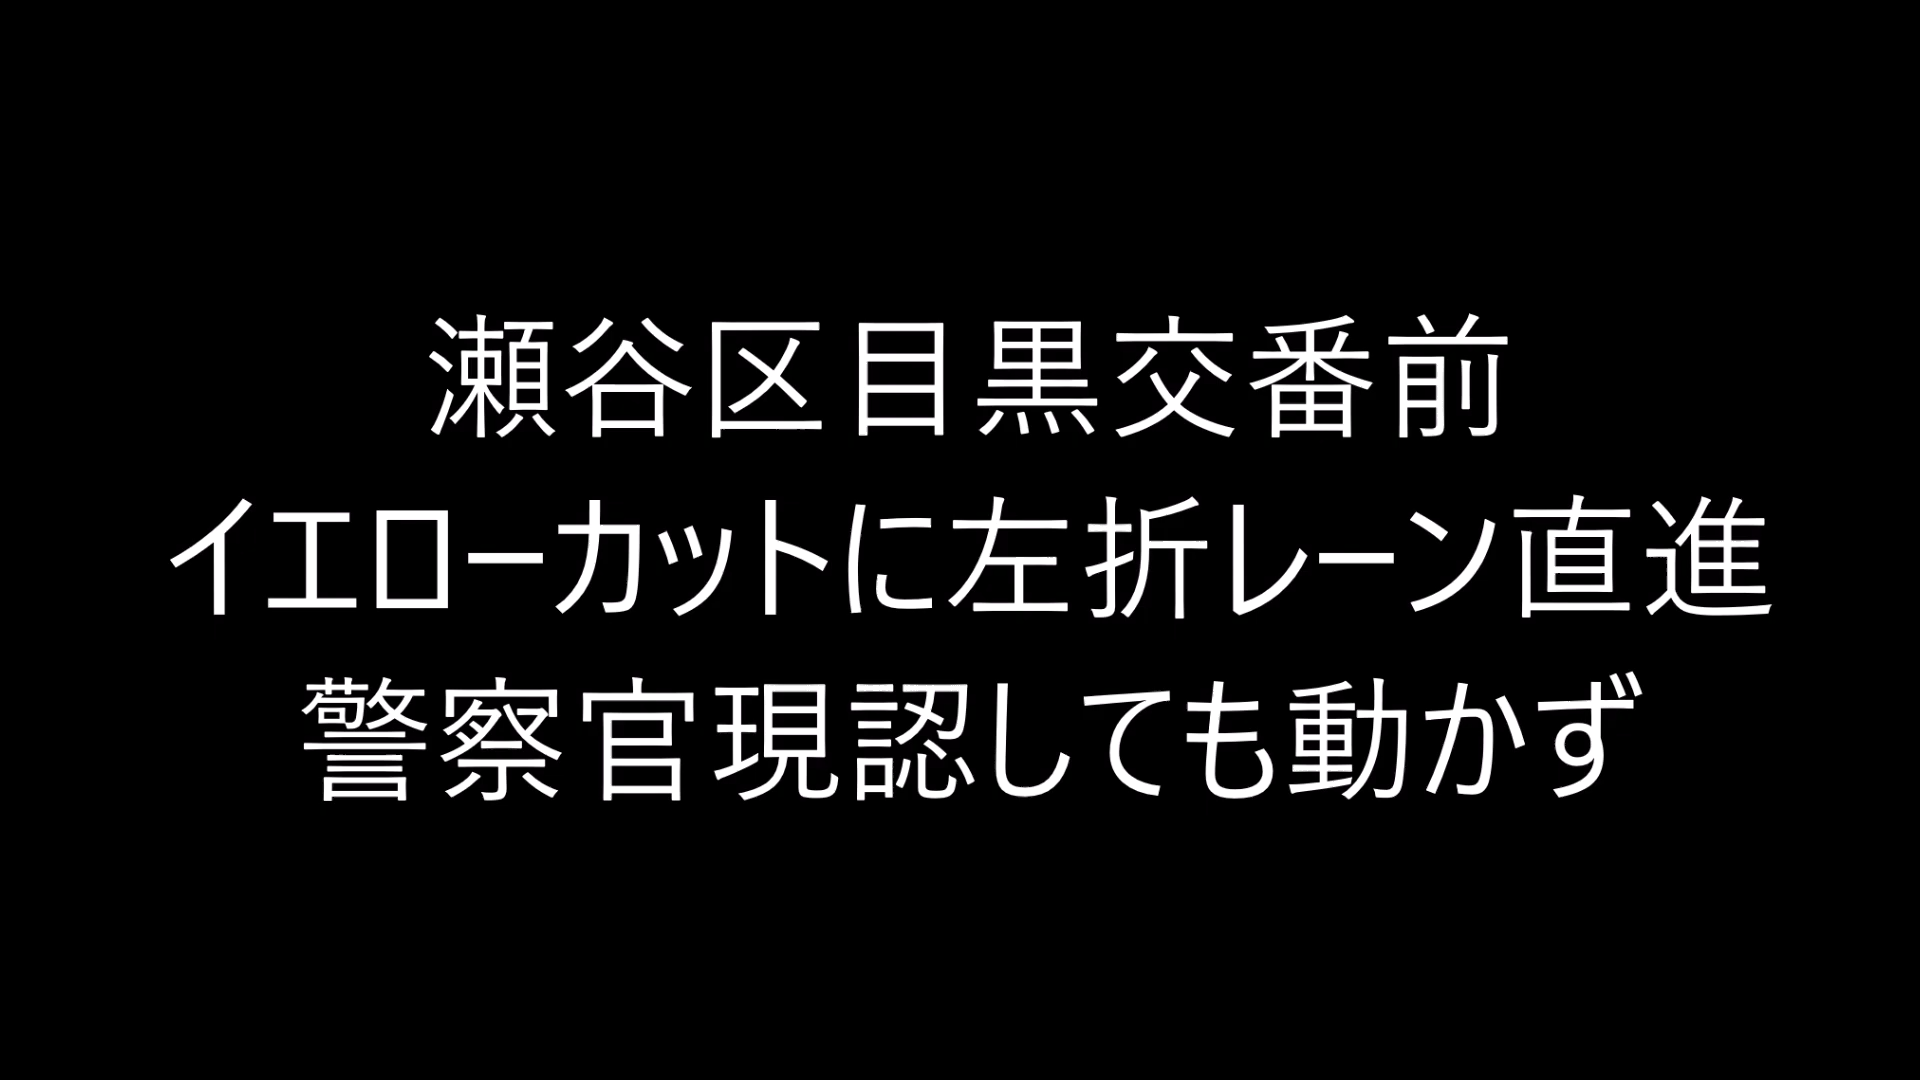 瀬谷区目黒交番前
イエローカットに左折レーン直進
警察官現認しても動かず